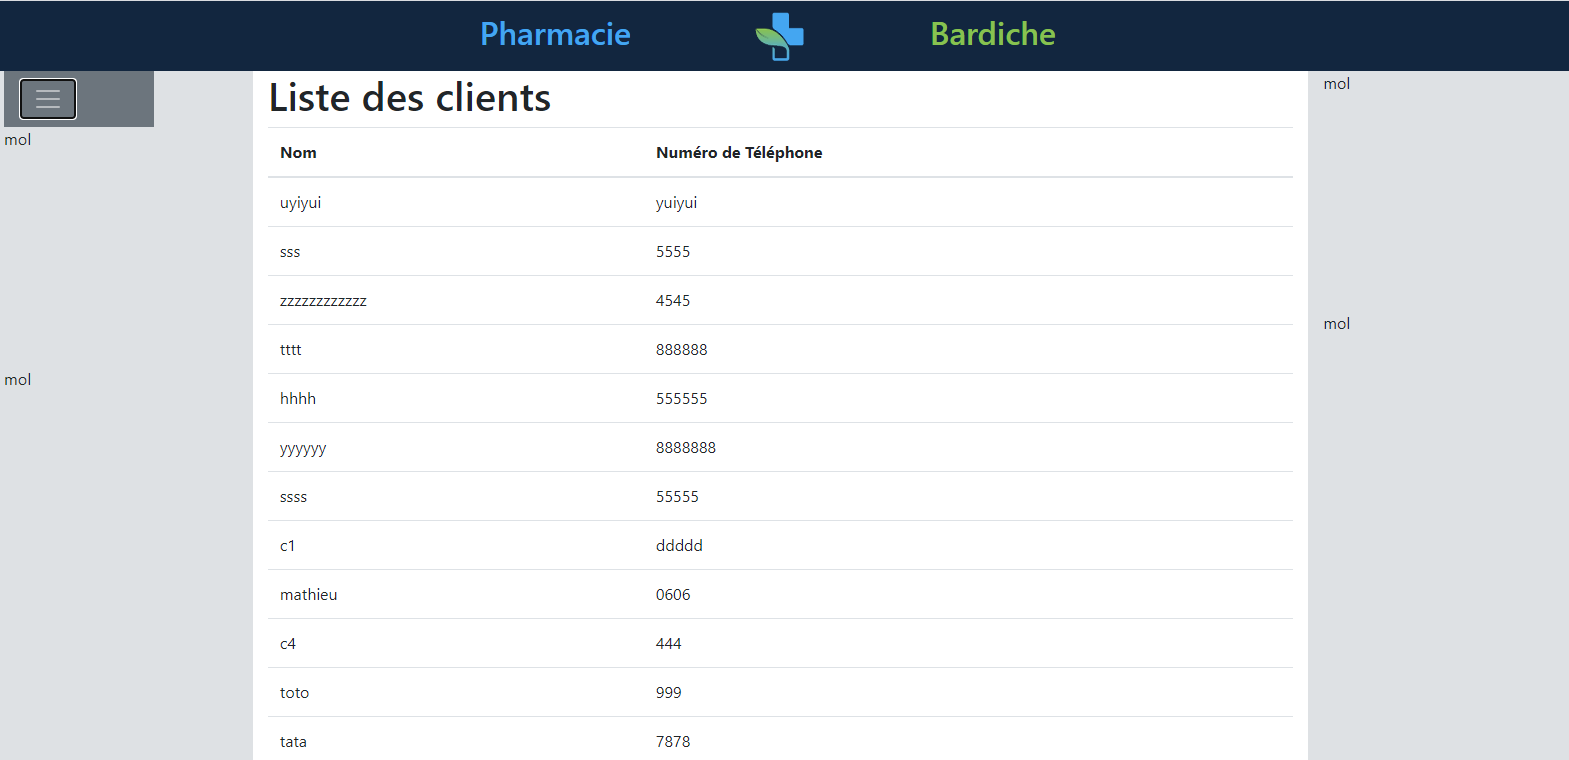 Pharmacie Bardiche
mol
mol
Liste des clients
Nom Numéro de Téléphone
uyiyui yuiyui
sss 5555
zzzzzzzzzzzz 4545
tttt 888888
hhhh 555555
yyyyyy 8888888
ssss 55555
c1 ddddd
mathieu 0606
c4 444
toto 999
tata 7878
mol
mol